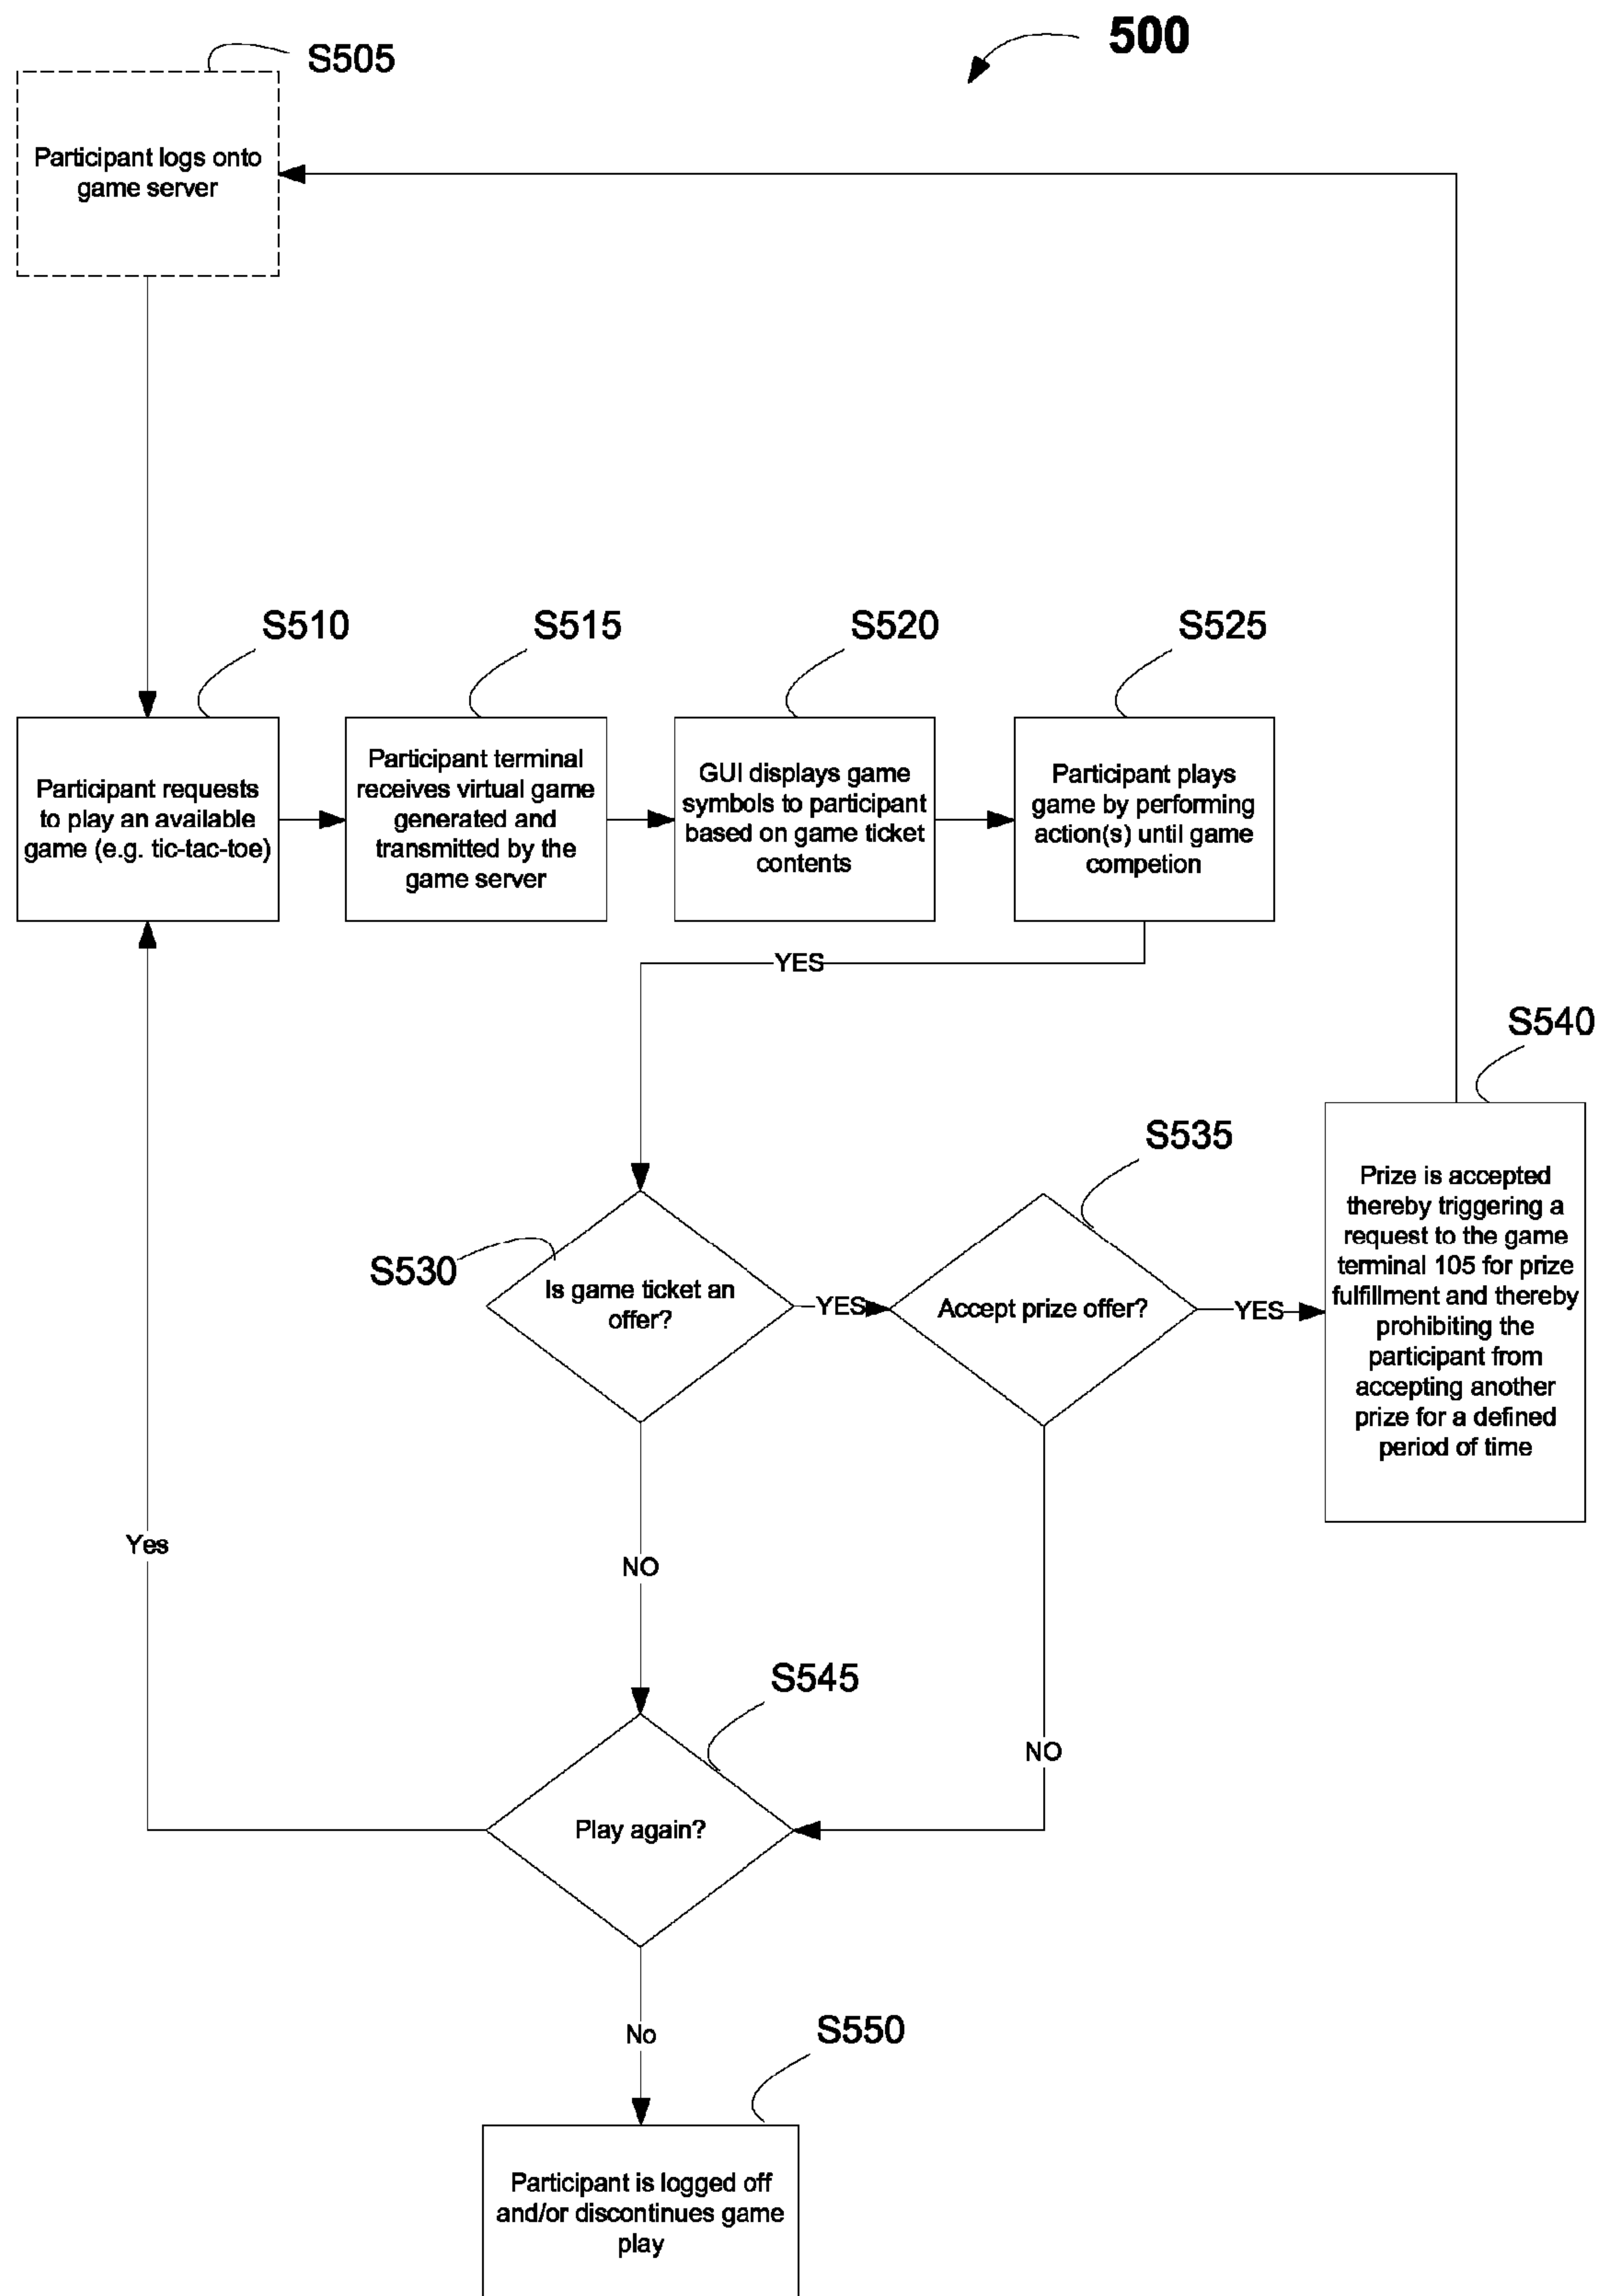 500
S505
Participant logs onto
game server
S510
S515
S520
S525
Participant requests
to play an available
game (e.g. tic-tac-toe)
Participant terminal
receives virtual game
generated and
transmitted by the
game server
GUI displays game
symbols to participant
based on game ticket
contents
Participant plays
game by performing
action(s) until game
competion
YES
S540
S535
S530
Is game ticket an
offer?
YES
Accept prize offer?
YES
Prize is accepted
thereby triggering a
request to the game
terminal 105 for prize
fulfillment and thereby
prohibiting the
participant from
accepting another
prize for a defined
period of time
Yes
NO
S545
NO
Play again?
No
S550
Participant is logged off
and/or discontinues game
play